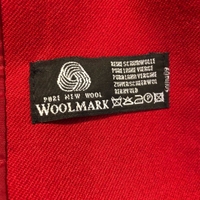 PURE NEW WOOL
WOOLMARK
REINE SCHURWOLLE
PURE LAINE VIERGE
PURA LANA VERGINE
ZUIVER SCHEERWOL